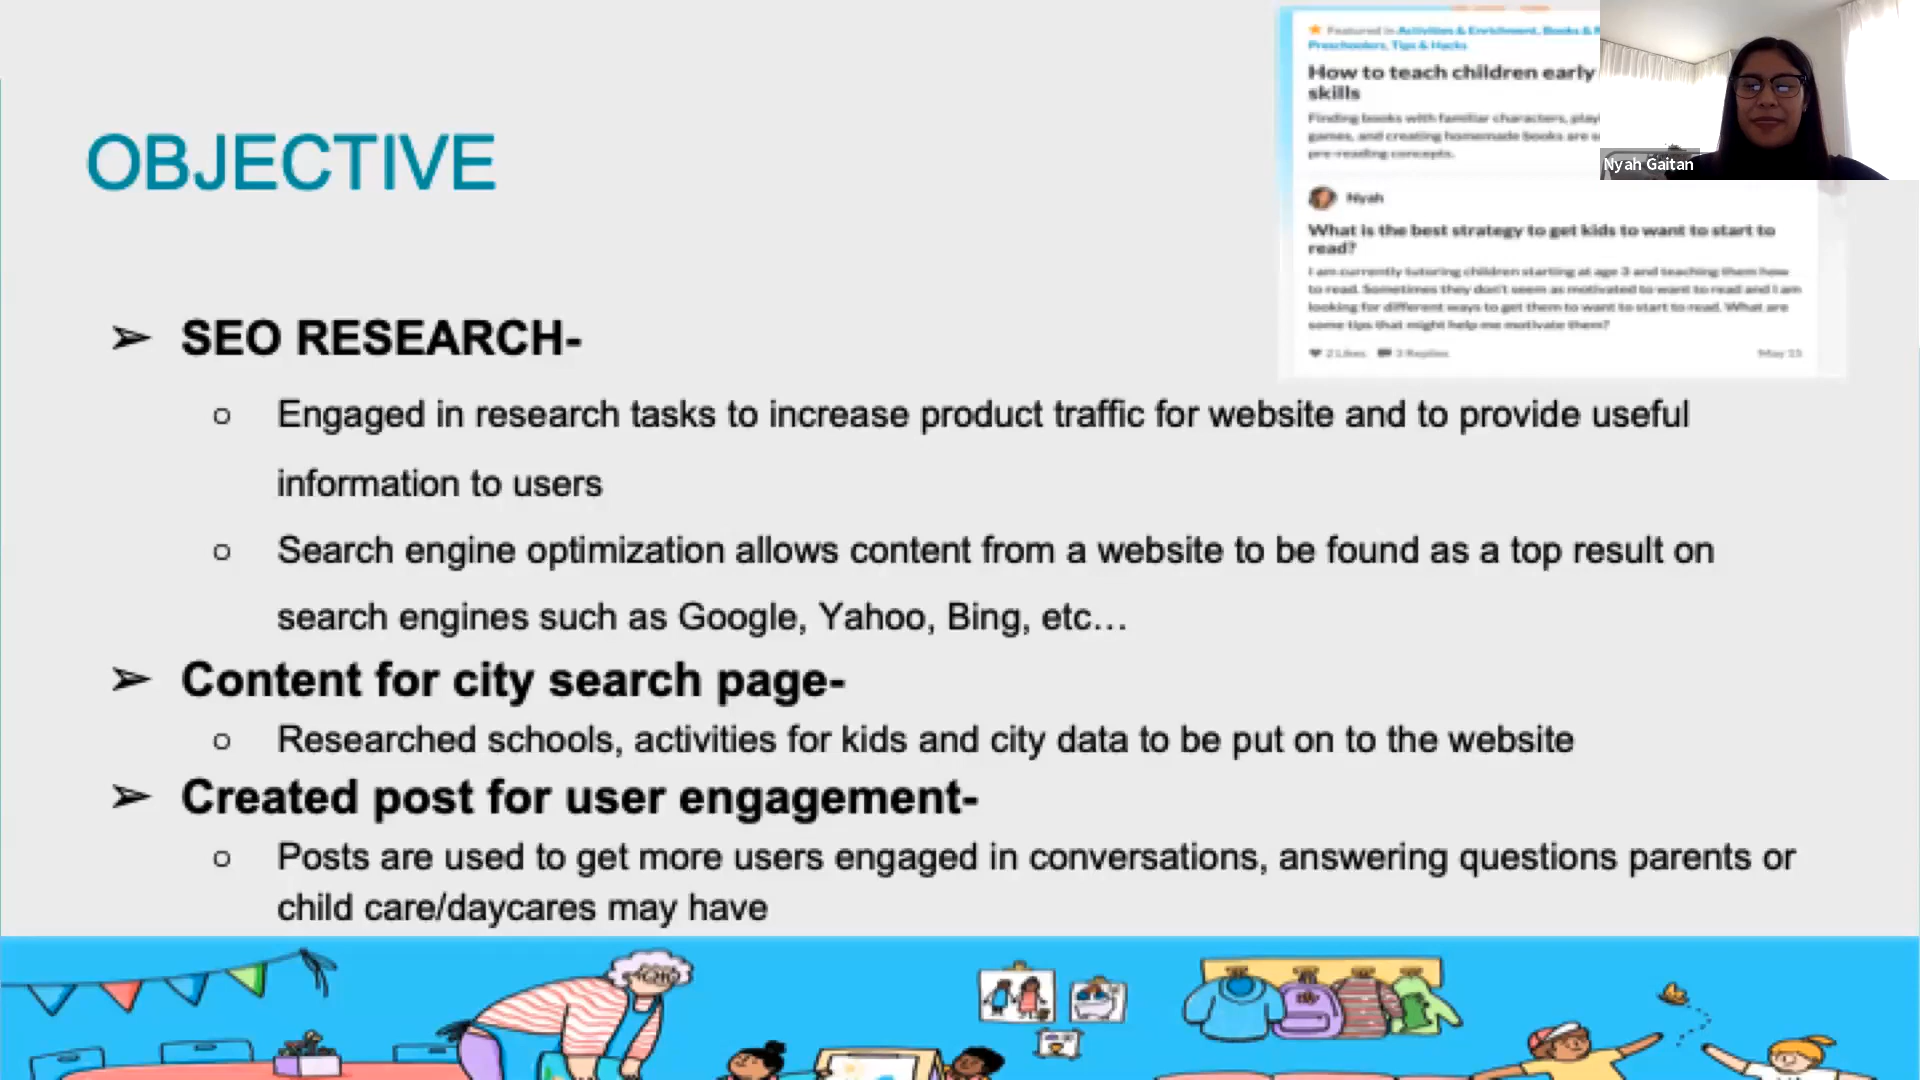 OBJECTIVE
➢ SEO RESEARCH-
○ Engaged in research tasks to increase product traffic for website and to provide useful
information to users
○ Search engine optimization allows content from a website to be found as a top result on
search engines such as Google, Yahoo, Bing, etc...
➢ Content for city search page-
○ Researched schools, activities for kids and city data to be put on to the website
➢ Created post for user engagement-
○ Posts are used to get more users engaged in conversations, answering questions parents or
child care/daycares may have
Featured in Activities & Enrichment, Books &
Preschoolers, Tips & Hacks
How to teach children early
skills
Finding books with familiar characters,
games, and creating homemade books are
pre-reading concepts.
Nyah
What is the best strategy to get kids to want to start to
read?
I am currently tutoring children starting at age 3 and teaching them how
to read. Sometimes they don't seem as motivated to want to read and I am
looking for different ways to get them to want to start to read. What are
some tips that might help me motivate them?
2 Likes 3 Replies May 15
Nyah Gaitan